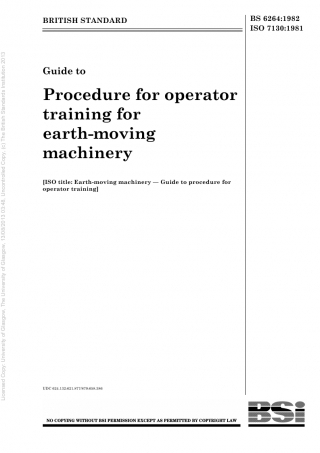 BRITISH STANDARD
BS 6264:1982
ISO 7130:1981
Guide to
Procedure for operator
training for
earth-moving
machinery
[ISO title: Earth-moving machinery — Guide to procedure for
operator training]
NO COPYING WITHOUT BSI PERMISSION EXCEPT AS PERMITTED BY COPYRIGHT LAW
BSi